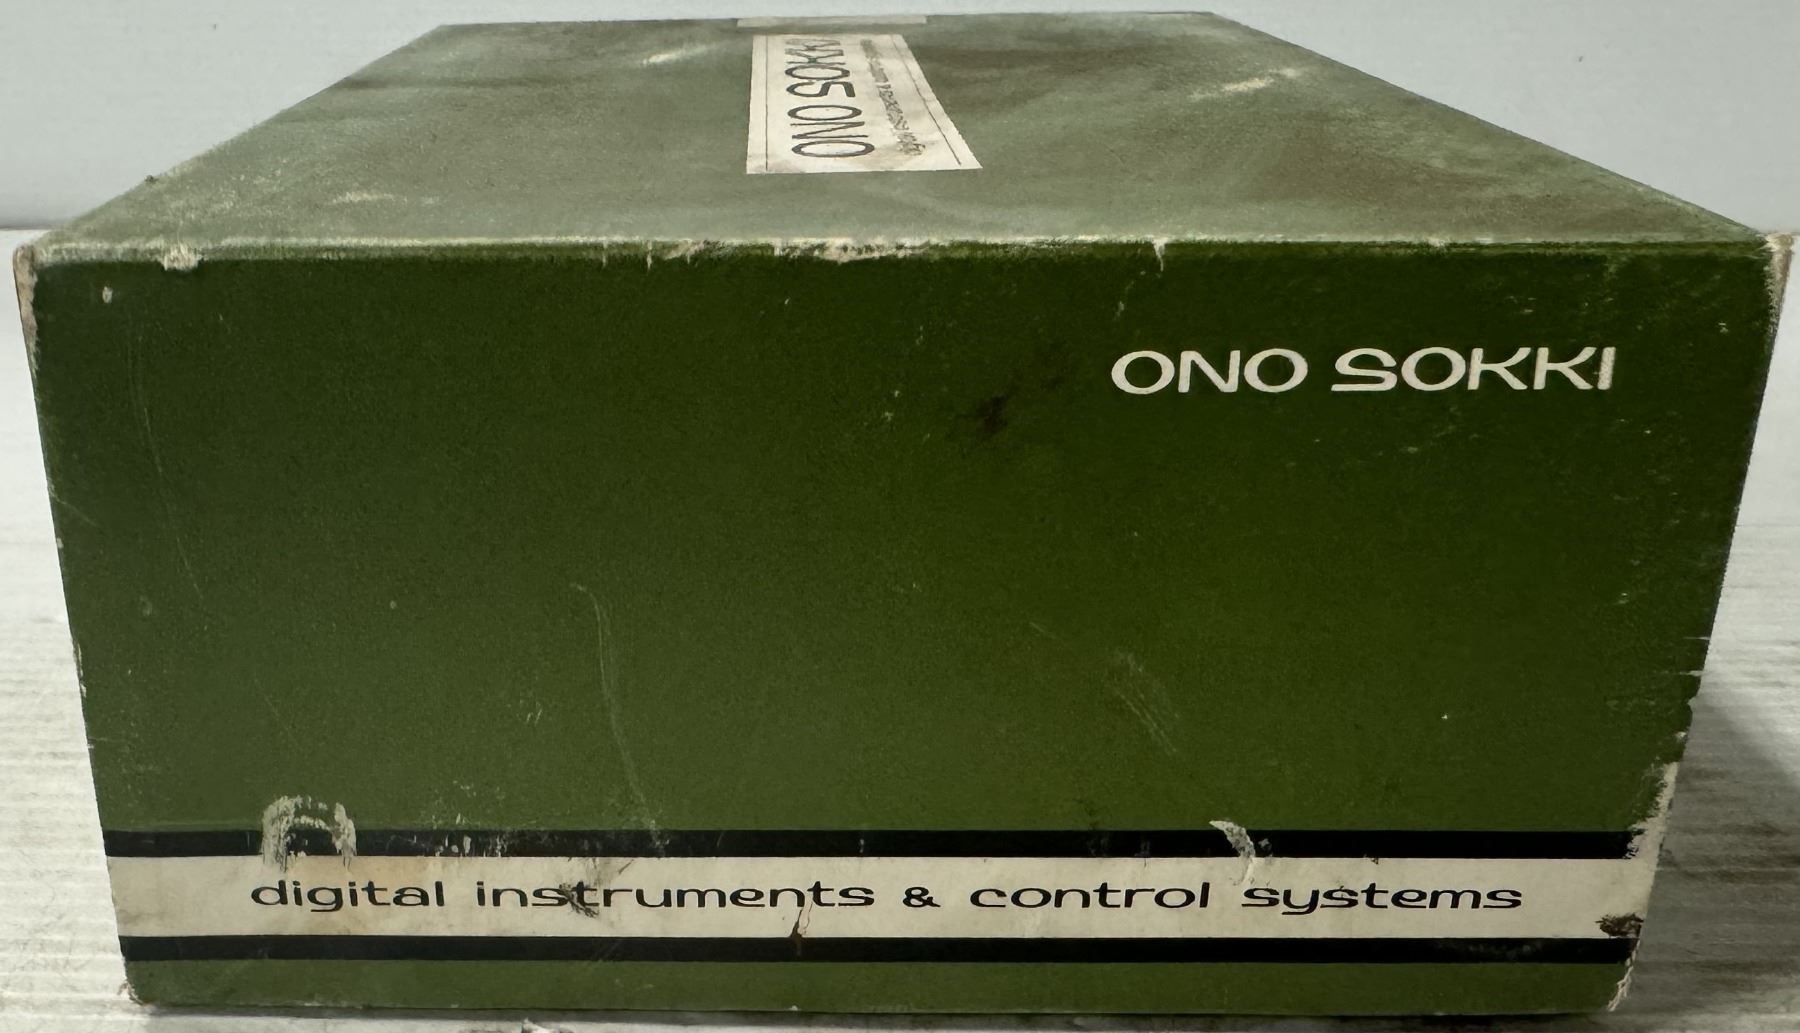 ONO SOKKI
ONO SOKKI
digital instruments & control systems